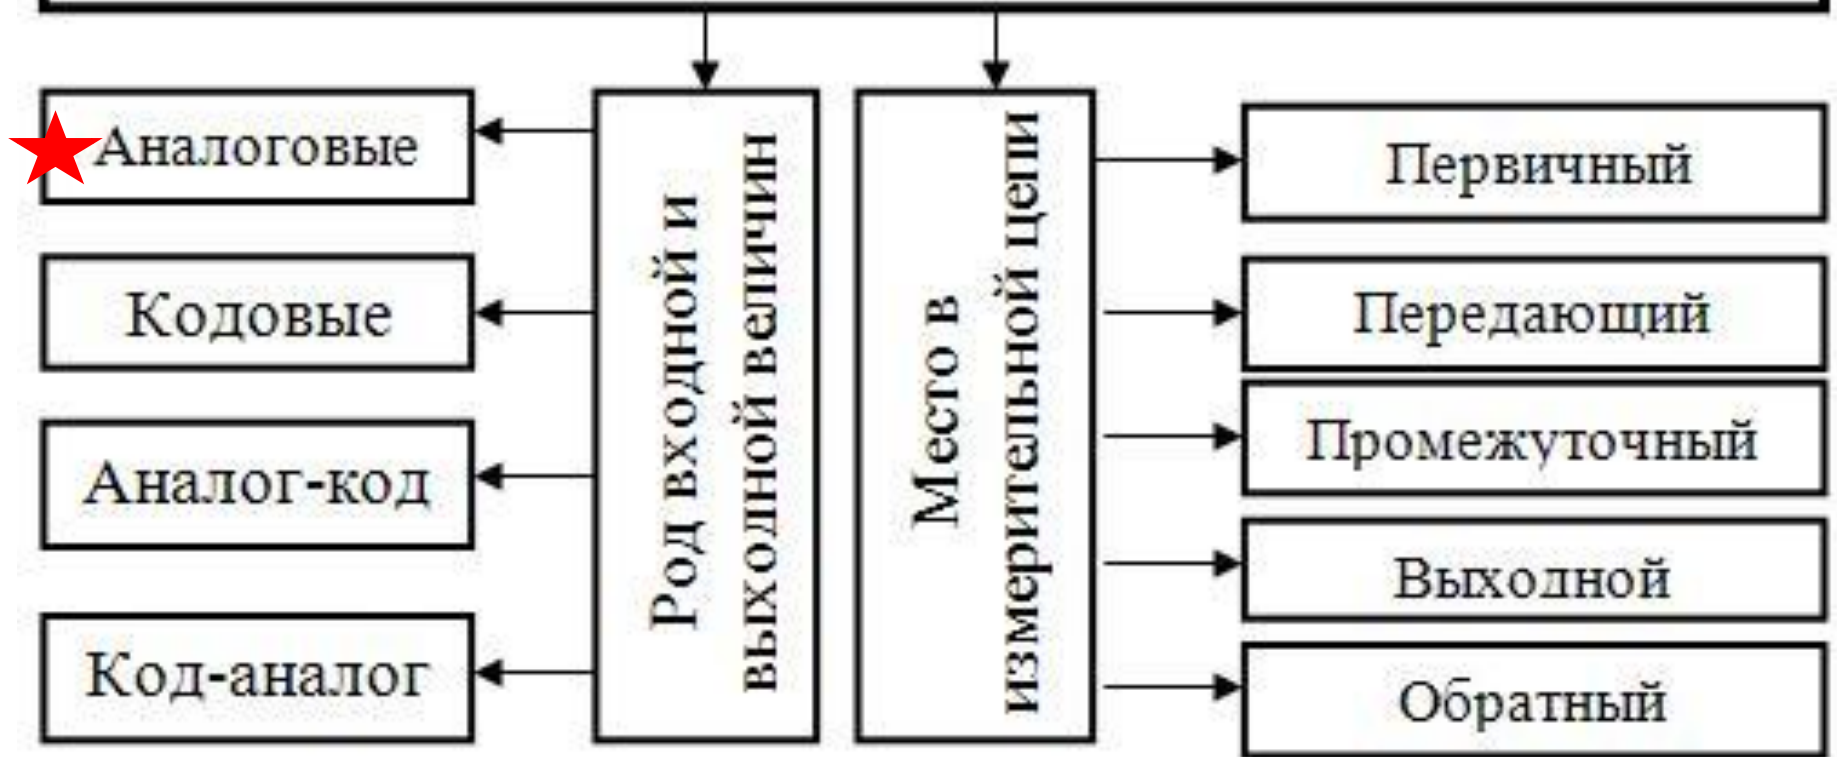 Аналоговые
Кодовые
Аналог-код
Код-аналог
Род входной и
выходной величин
Место в
измерительной цепи
Первичный
Передающий
Промежуточный
Выходной
Обратный